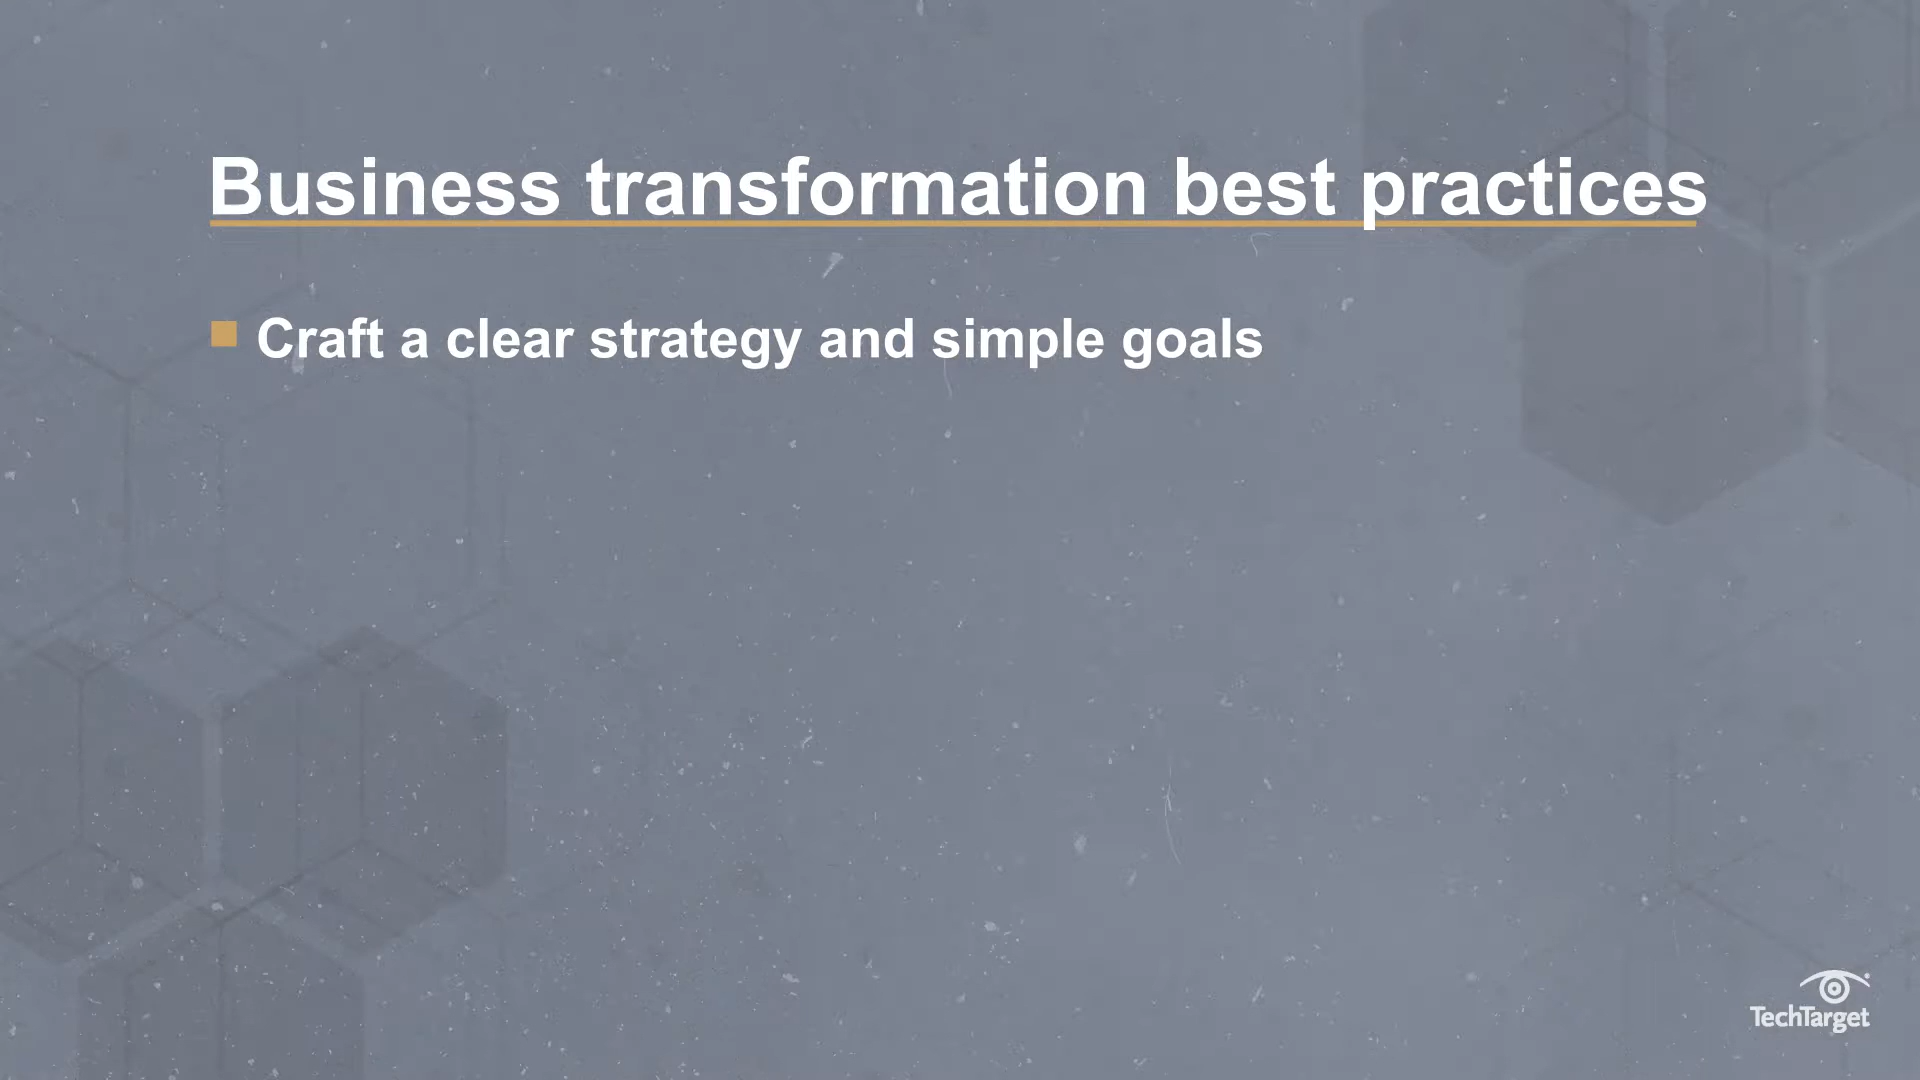 Business transformation best practices
Craft a clear strategy and simple goals
TechTarget